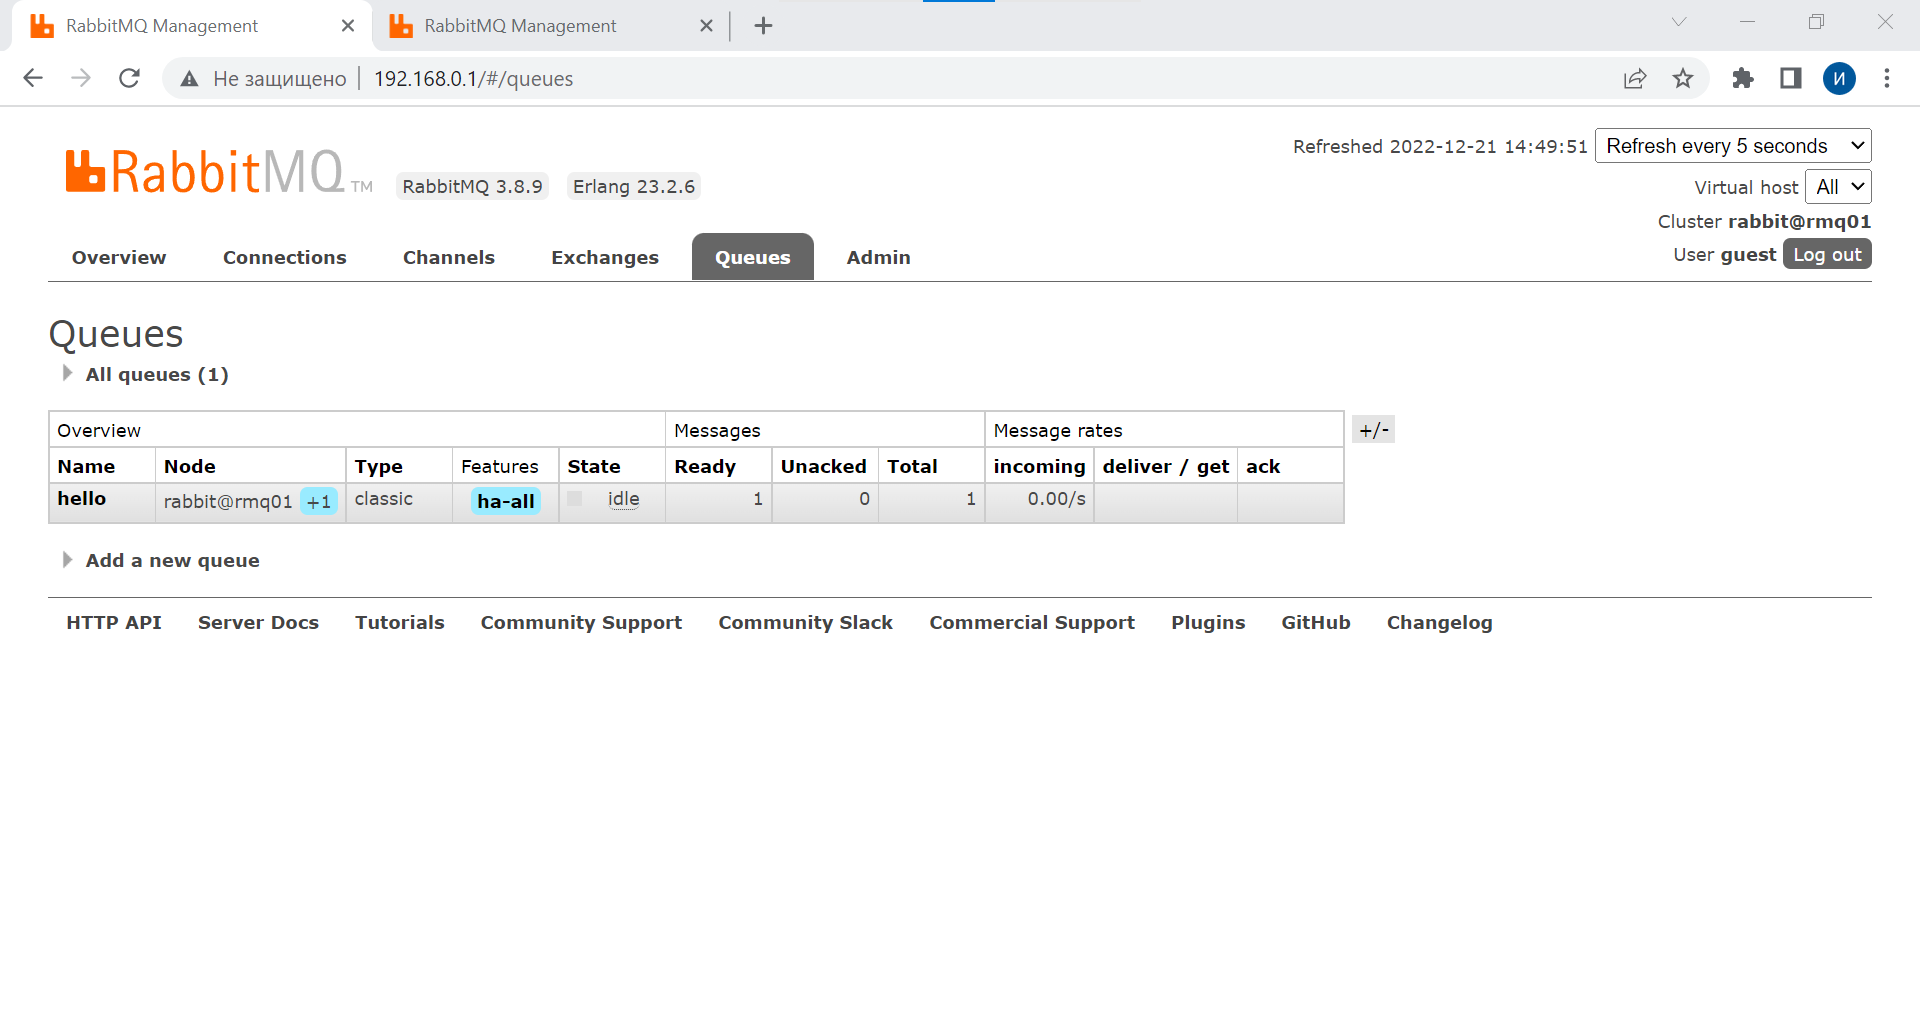 RabbitMQ Management
RabbitMQ Management
Не защищено 192.168.0.1/#/queues
И
RabbitMQ TM RabbitMQ 3.8.9 Erlang 23.2.6
Refreshed 2022-12-21 14:49:51 Refresh every 5 seconds
Virtual host All
Cluster rabbit@rmq01
User guest Log out
Overview Connections Channels Exchanges Queues Admin
Queues
All queues (1)
Overview Messages Message rates +/-
Name Node Type Features State Ready Unacked Total incoming deliver / get ack
hello rabbit@rmq01 +1 classic ha-all idle 1 0 1 0.00/s
Add a new queue
HTTP API Server Docs Tutorials Community Support Community Slack Commercial Support Plugins GitHub Changelog